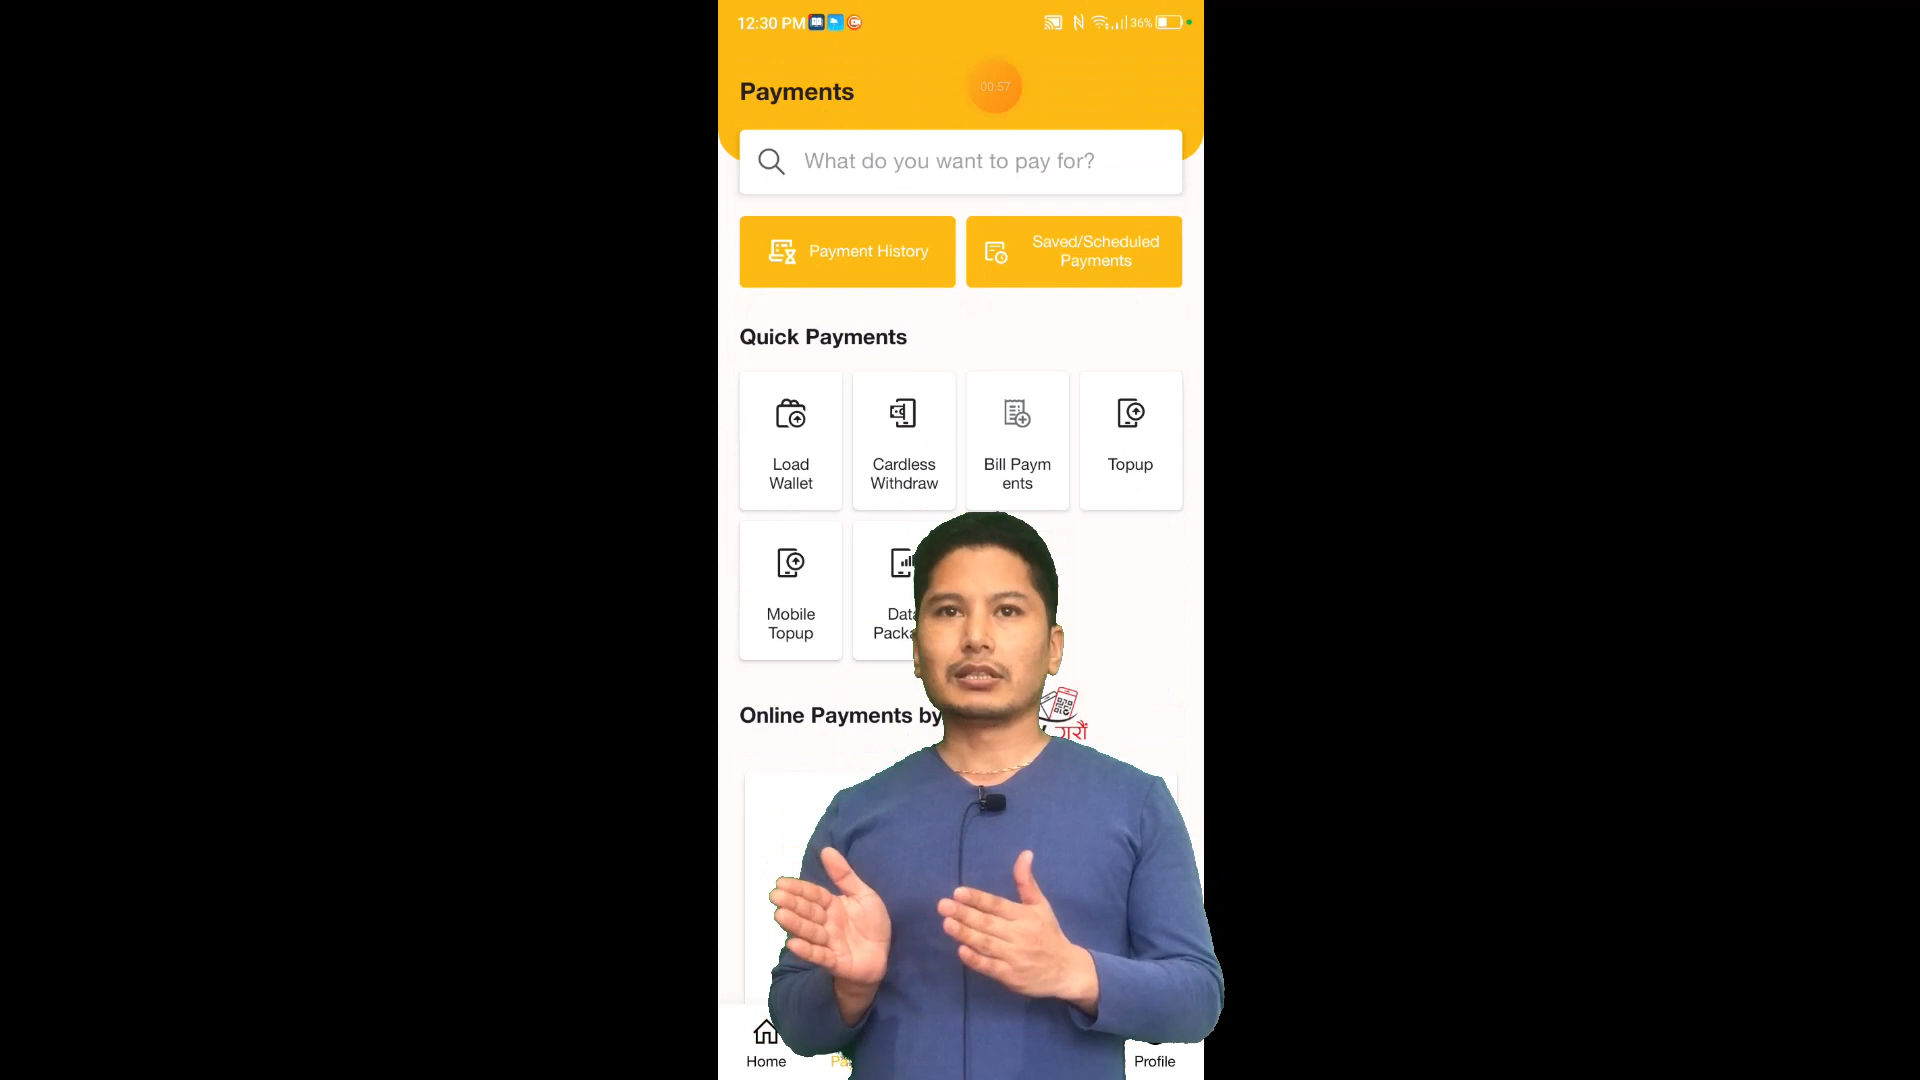 12:30 PM
36%
Payments
00:57
What do you want to pay for?
Payment History
Saved/Scheduled
Payments
Quick Payments
Load
Wallet
Cardless
Withdraw
Bill Paym
ents
Topup
Mobile
Topup
Online Payments by
गरौं
Home
Profile